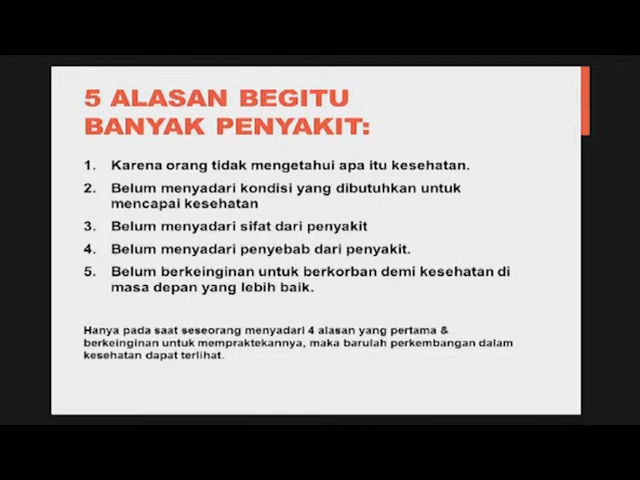 5 ALASAN BEGITU
BANYAK PENYAKIT:
1. Karena orang tidak mengetahui apa itu kesehatan.
2. Belum menyadari kondisi yang dibutuhkan untuk
mencapai kesehatan
3. Belum menyadari sifat dari penyakit
4. Belum menyadari penyebab dari penyakit.
5. Belum berkeinginan untuk berkorban demi kesehatan di
masa depan yang lebih baik.
Hanya pada saat seseorang menyadari 4 alasan yang pertama &
berkeinginan untuk mempraktekannya, maka barulah perkembangan dalam
kesehatan dapat terlihat.